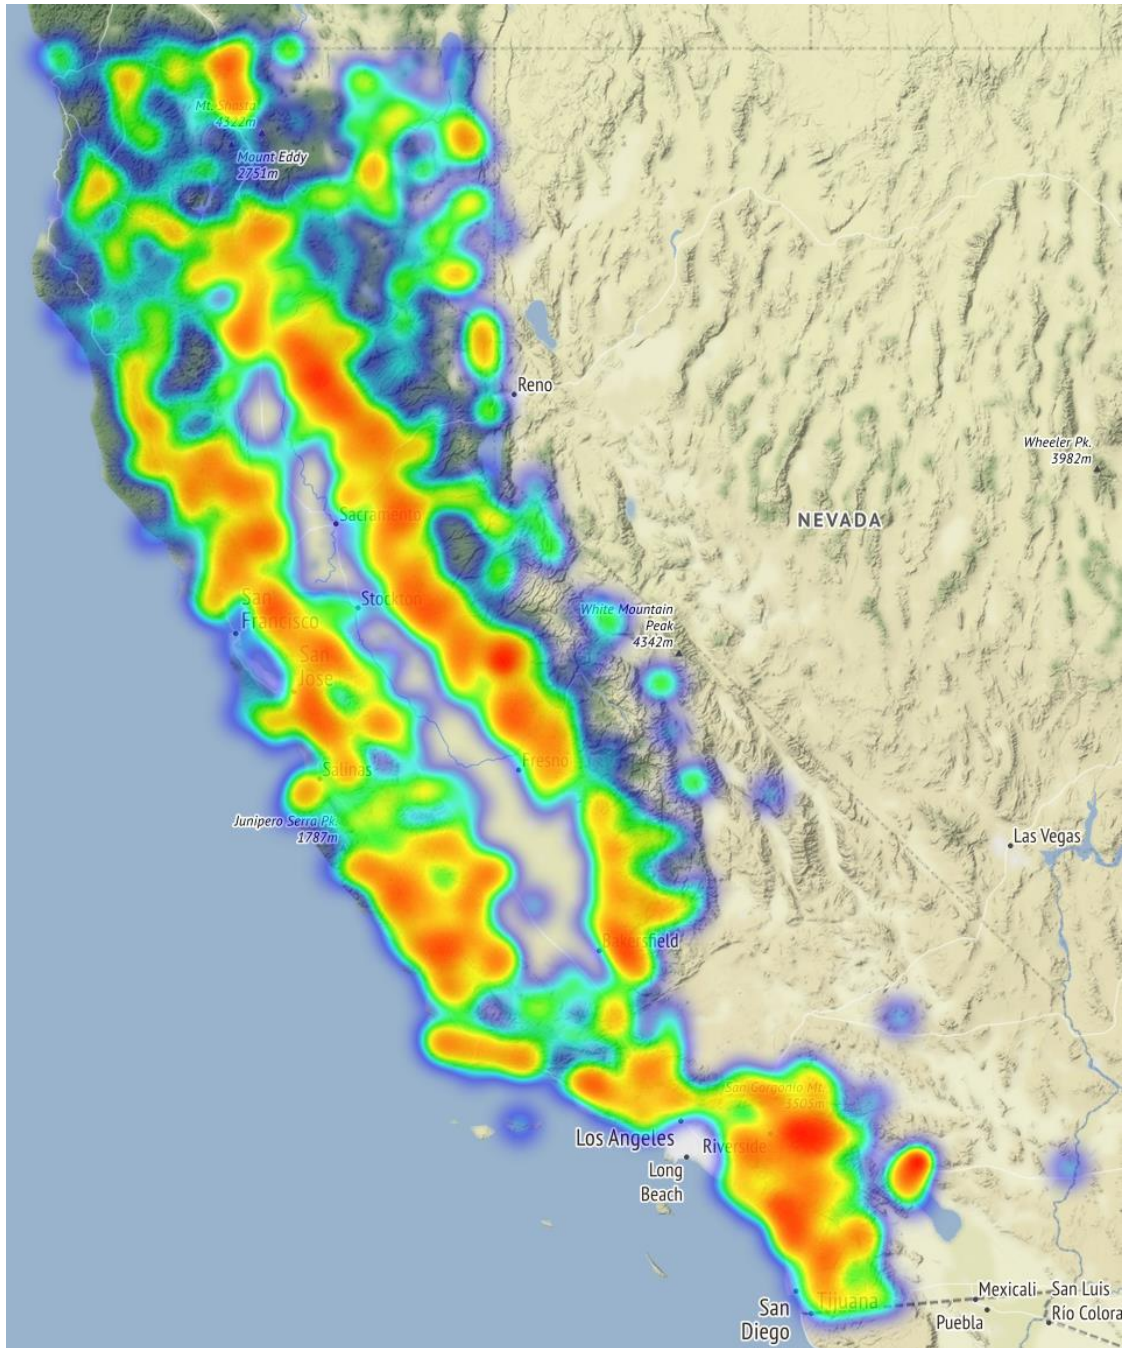 Mt. Shasta
4322m
Mount Eddy
2751m
Reno
Wheeler Pk.
3982m
NEVADA
Sacramento
San
Francisco
Stockton
White Mountain
Peak
4342m
San
José
Fresno
Salinas
Junipero Serra Pk.
1787m
Las Vegas
Bakersfield
San Gorgonio Mt.
3505m
Los Angeles
Riverside
Long
Beach
San
Diego
Tijuana
Mexicali
San Luis
Río Colora
Puebla